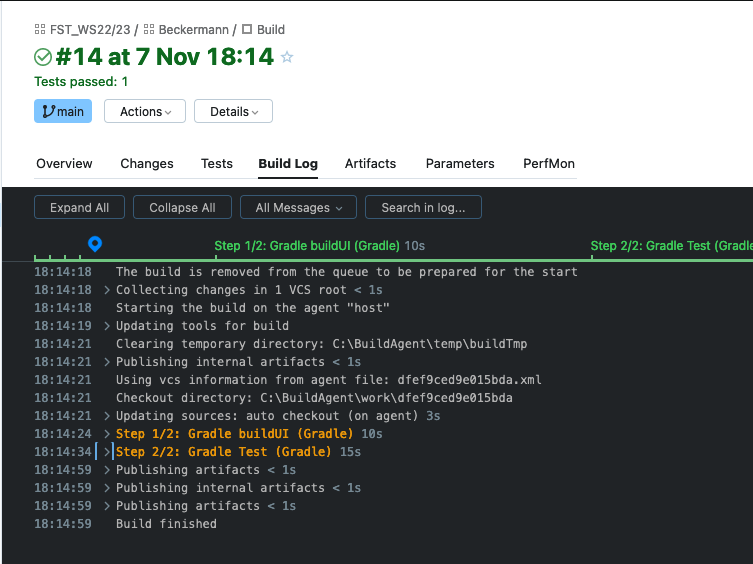 FST_WS22/23 / Beckermann / Build
#14 at 7 Nov 18:14
Tests passed: 1
main Actions Details
Overview Changes Tests Build Log Artifacts Parameters PerfMon
Expand All Collapse All All Messages Search in log...
Step 1/2: Gradle buildUI (Gradle) 10s Step 2/2: Gradle Test (Gradle
18:14:18 The build is removed from the queue to be prepared for the start
18:14:18 Collecting changes in 1 VCS root < 1s
18:14:18 Starting the build on the agent "host"
18:14:19 Updating tools for build
18:14:21 Clearing temporary directory: C:\BuildAgent\temp\buildTmp
18:14:21 Publishing internal artifacts < 1s
18:14:21 Using vcs information from agent file: dfef9ced9e015bda.xml
18:14:21 Checkout directory: C:\BuildAgent\work\dfef9ced9e015bda
18:14:21 Updating sources: auto checkout (on agent) 3s
18:14:24 Step 1/2: Gradle buildUI (Gradle) 10s
18:14:34 Step 2/2: Gradle Test (Gradle) 15s
18:14:59 Publishing artifacts < 1s
18:14:59 Publishing internal artifacts < 1s
18:14:59 Publishing artifacts < 1s
18:14:59 Build finished